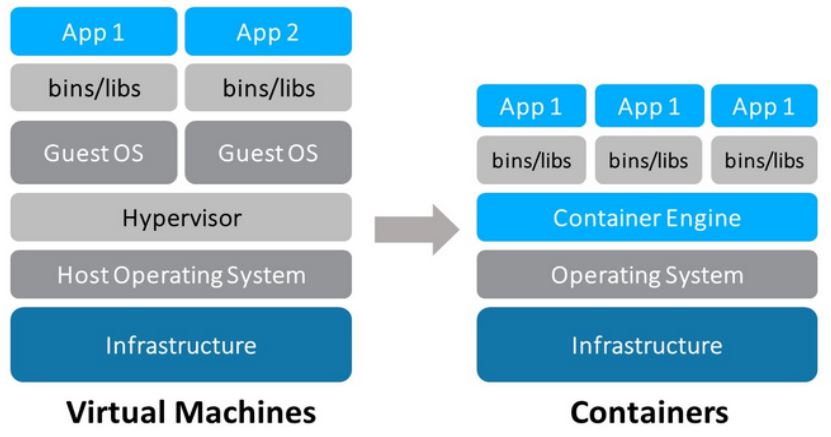 App 1
App 2
bins/libs
bins/libs
Guest OS
Guest OS
Hypervisor
Host Operating System
Infrastructure
Virtual Machines
App 1
App 1
App 1
bins/libs
bins/libs
bins/libs
Container Engine
Operating System
Infrastructure
Containers